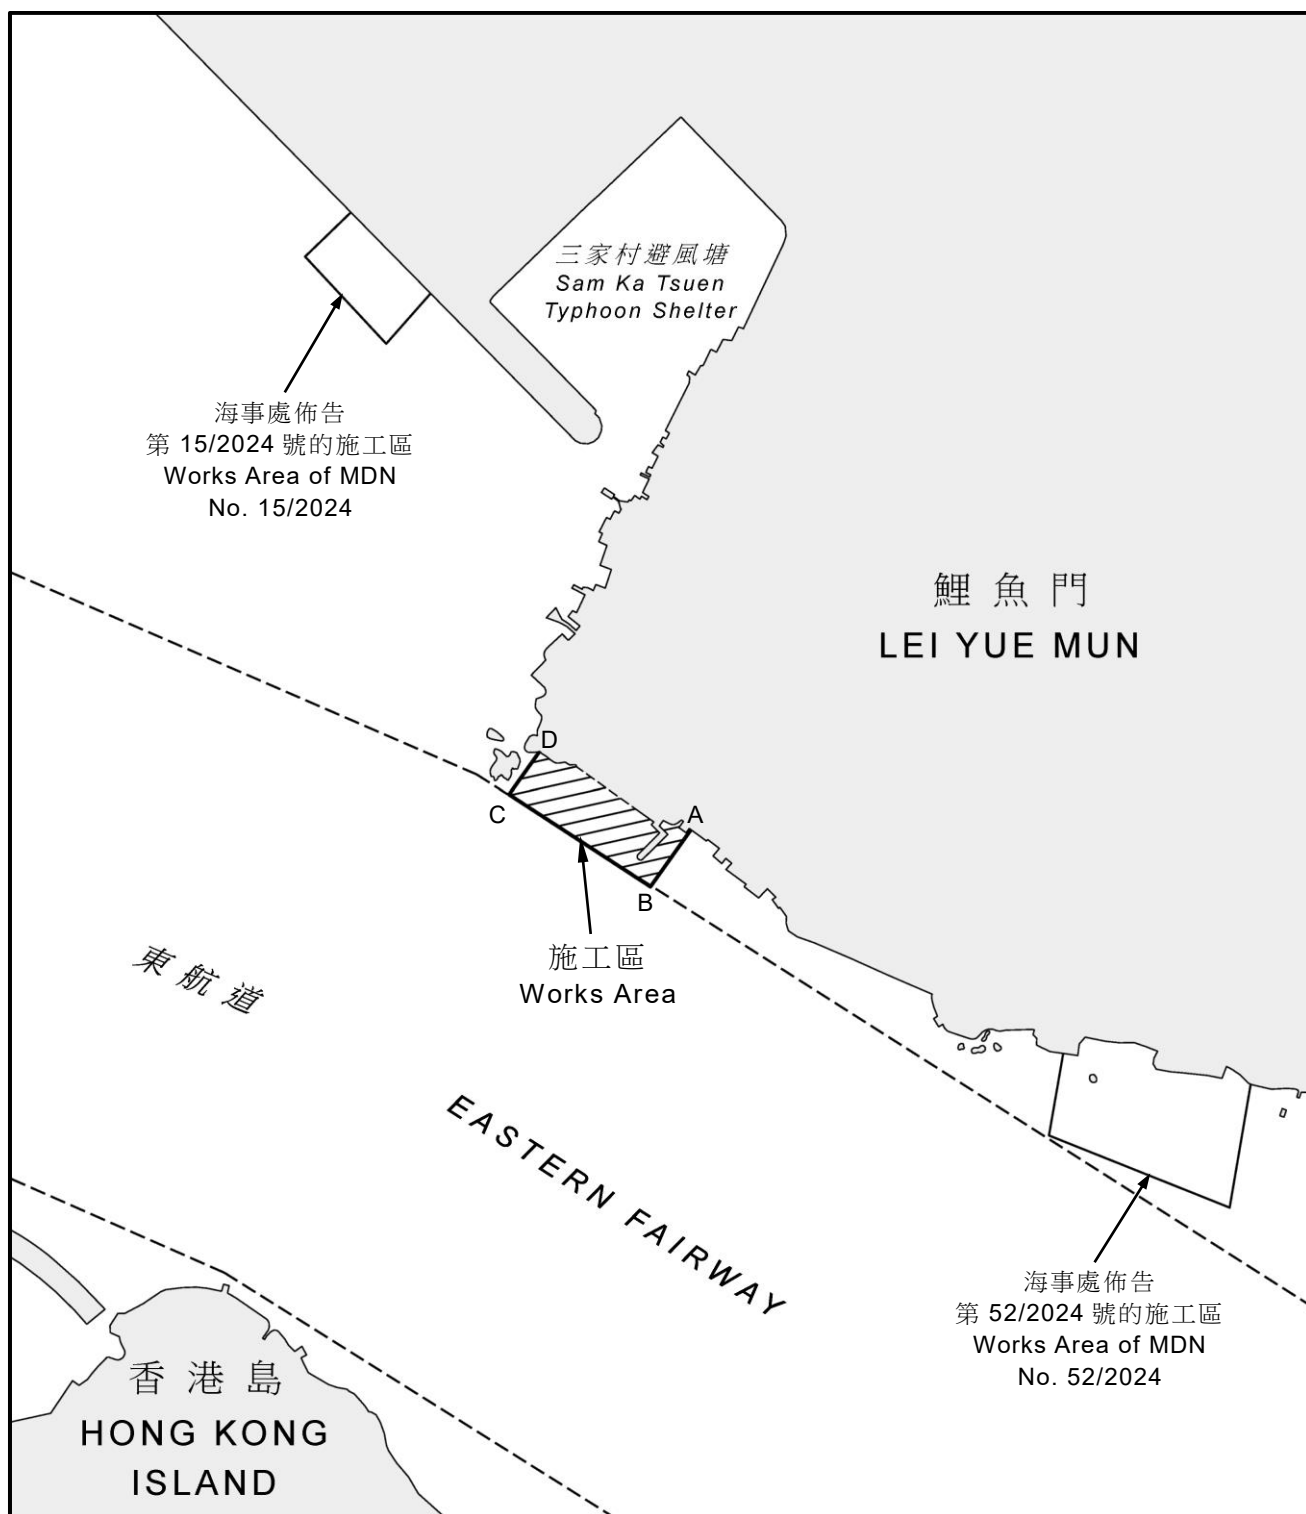 三家村避風塘
Sam Ka Tsuen
Typhoon Shelter
海事處佈告
第 15/2024 號的施工區
Works Area of MDN
No. 15/2024
鯉魚門
LEI YUE MUN
D
C
A
B
施工區
Works Area
東航道
EASTERN FAIRWAY
海事處佈告
第 52/2024 號的施工區
Works Area of MDN
No. 52/2024
香港島
HONG KONG
ISLAND